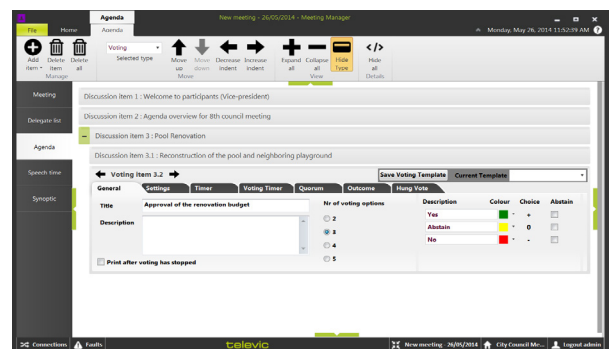 Agenda
New meeting - 26/05/2014 - Meeting Manager
File Home Agenda
Monday, May 26, 2014 11:52:39 AM
Add item Delete item Delete all
Manage
Voting
Selected type
Move up Move down Decrease indent Increase indent
Move
Expand all Collapse all Hide Type
View
</>
Hide all
Details
Meeting
Delegate list
Agenda
Speech time
Synoptic
Discussion item 1 : Welcome to participants (Vice-president)
Discussion item 2 : Agenda overview for 8th council meeting
Discussion item 3 : Pool Renovation
Discussion item 3.1 : Reconstruction of the pool and neighboring playground
Voting item 3.2
Save Voting Template Current Template
General Settings Timer Voting Timer Quorum Outcome Hung Vote
Title Approval of the renovation budget
Description
Print after voting has stopped
Nr of voting options
2
3
4
5
Description Colour Choice Abstain
Yes +
Abstain 0
No -
Connections Faults televic New meeting - 26/05/2014 City Council Me... Logout admin